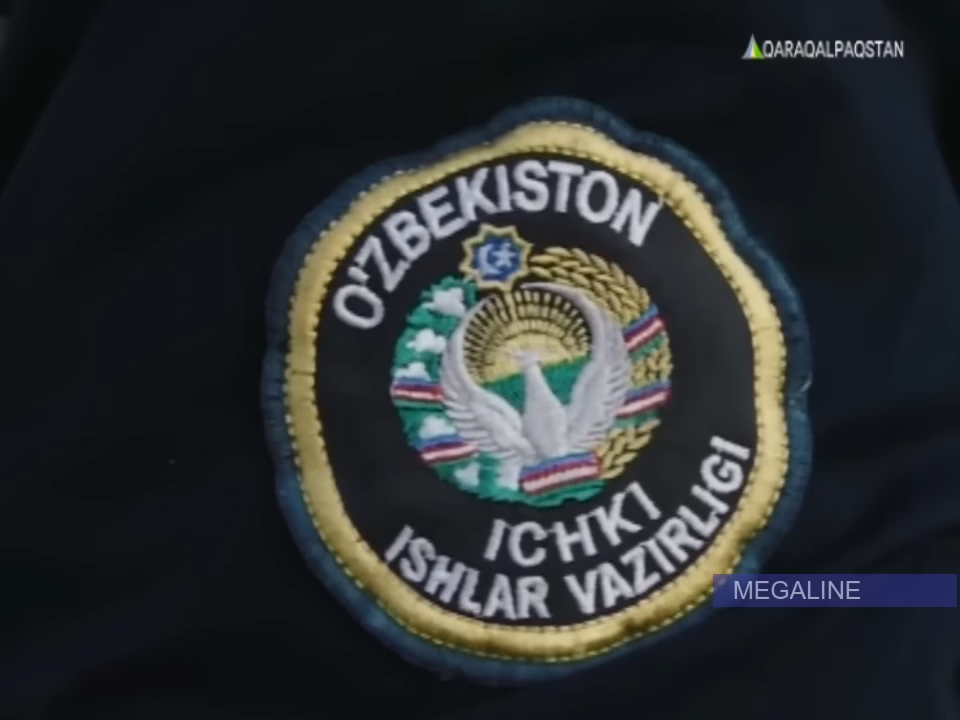 QARAQALPAQSTAN
O'ZBEKISTON
ICHKI
ISHLAR VAZIRLIGI
MEGALINE